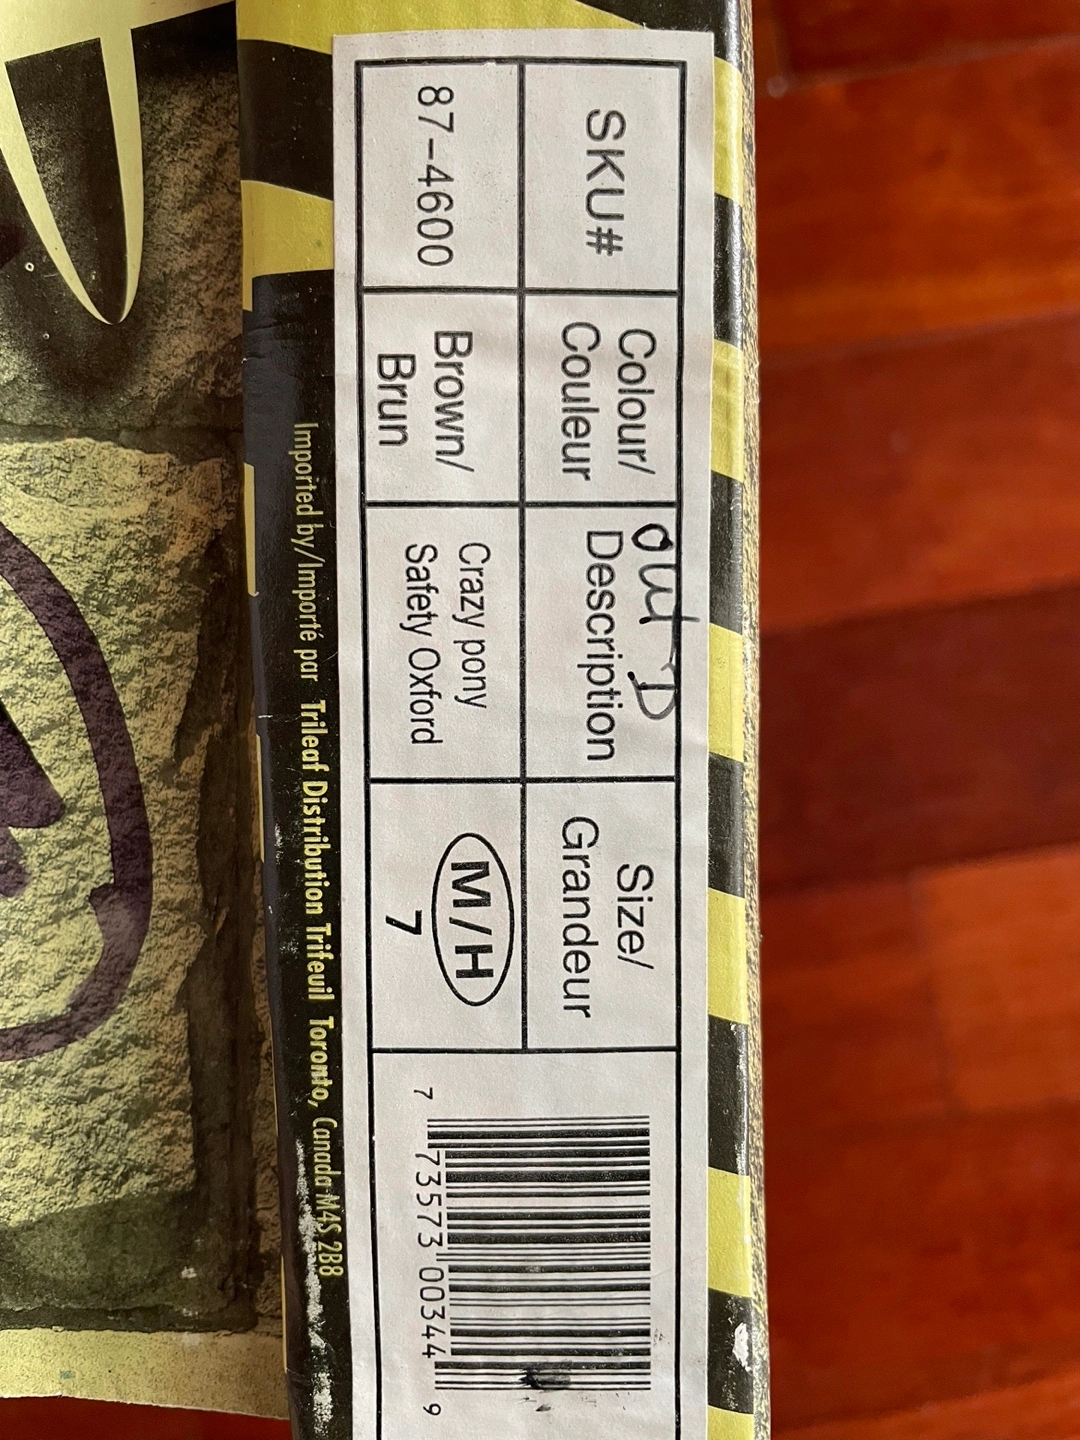 SKU#
Colour/
Couleur
out D
Description
Size/
Grandeur
87-4600
Brown/
Brun
Crazy pony
Safety Oxford
M/H
7
7 73573 00344 9
Imported by/Importé par Trileaf Distribution Trifeuil Toronto, Canada M4S 2B8